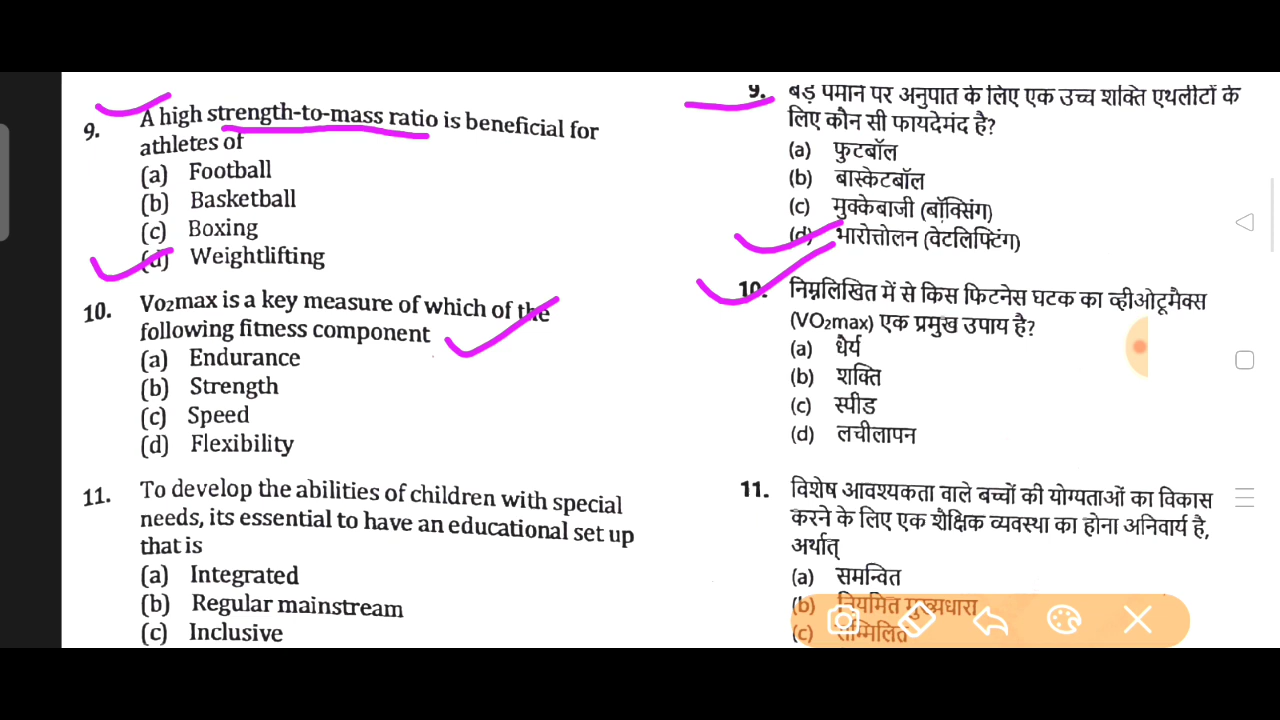 9. A high strength-to-mass ratio is beneficial for
athletes of
(a) Football
(b) Basketball
(c) Boxing
(d) Weightlifting
10. Vo₂max is a key measure of which of the
following fitness component
(a) Endurance
(b) Strength
(c) Speed
(d) Flexibility
11. To develop the abilities of children with special
needs, its essential to have an educational set up
that is
(a) Integrated
(b) Regular mainstream
(c) Inclusive
9. बड़े पैमाने पर अनुपात के लिए एक उच्च शक्ति एथलीटों के
लिए कौन सी फायदेमंद है?
(a) फुटबॉल
(b) बास्केटबॉल
(c) मुक्केबाजी (बॉक्सिंग)
(d) भारोत्तोलन (वेटलिफ्टिंग)
10. निम्नलिखित में से किस फिटनेस घटक का व्हीओटूमैक्स
(VO₂max) एक प्रमुख उपाय है?
(a) धैर्य
(b) शक्ति
(c) स्पीड
(d) लचीलापन
11. विशेष आवश्यकता वाले बच्चों की योग्यताओं का विकास
करने के लिए एक शैक्षिक व्यवस्था का होना अनिवार्य है,
अर्थात्
(a) समन्वित
(b) नियमित मुख्यधारा
(c) सम्मिलित